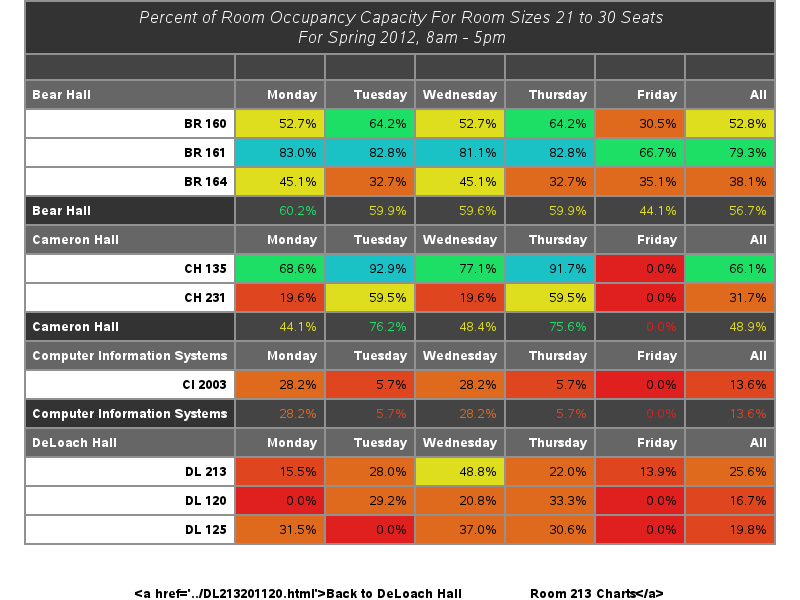 Percent of Room Occupancy Capacity For Room Sizes 21 to 30 Seats
For Spring 2012, 8am - 5pm
Bear Hall Monday Tuesday Wednesday Thursday Friday All
BR 160 52.7% 64.2% 52.7% 64.2% 30.5% 52.8%
BR 161 83.0% 82.8% 81.1% 82.8% 66.7% 79.3%
BR 164 45.1% 32.7% 45.1% 32.7% 35.1% 38.1%
Bear Hall 60.2% 59.9% 59.6% 59.9% 44.1% 56.7%
Cameron Hall Monday Tuesday Wednesday Thursday Friday All
CH 135 68.6% 92.9% 77.1% 91.7% 0.0% 66.1%
CH 231 19.6% 59.5% 19.6% 59.5% 0.0% 31.7%
Cameron Hall 44.1% 76.2% 48.4% 75.6% 0.0% 48.9%
Computer Information Systems Monday Tuesday Wednesday Thursday Friday All
CI 2003 28.2% 5.7% 28.2% 5.7% 0.0% 13.6%
Computer Information Systems 28.2% 5.7% 28.2% 5.7% 0.0% 13.6%
DeLoach Hall Monday Tuesday Wednesday Thursday Friday All
DL 213 15.5% 28.0% 48.8% 22.0% 13.9% 25.6%
DL 120 0.0% 29.2% 20.8% 33.3% 0.0% 16.7%
DL 125 31.5% 0.0% 37.0% 30.6% 0.0% 19.8%
<a href='../DL213201120.html'>Back to DeLoach Hall Room 213 Charts</a>